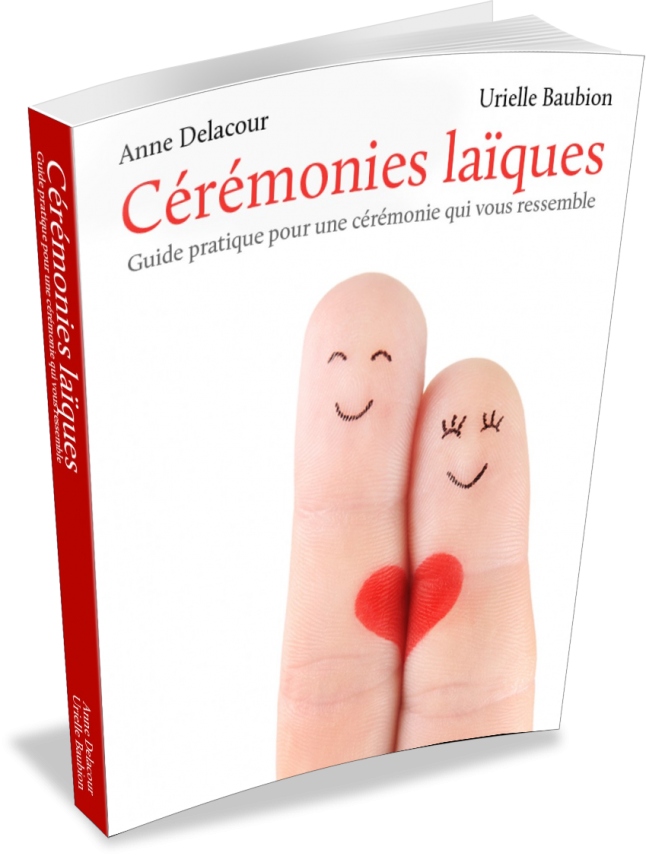 Anne Delacour
Urielle Baubion
Cérémonies laïques
Guide pratique pour une cérémonie qui vous ressemble
Cérémonies laïques
Guide pratique pour une cérémonie qui vous ressemble
Anne Delacour
Urielle Baubion